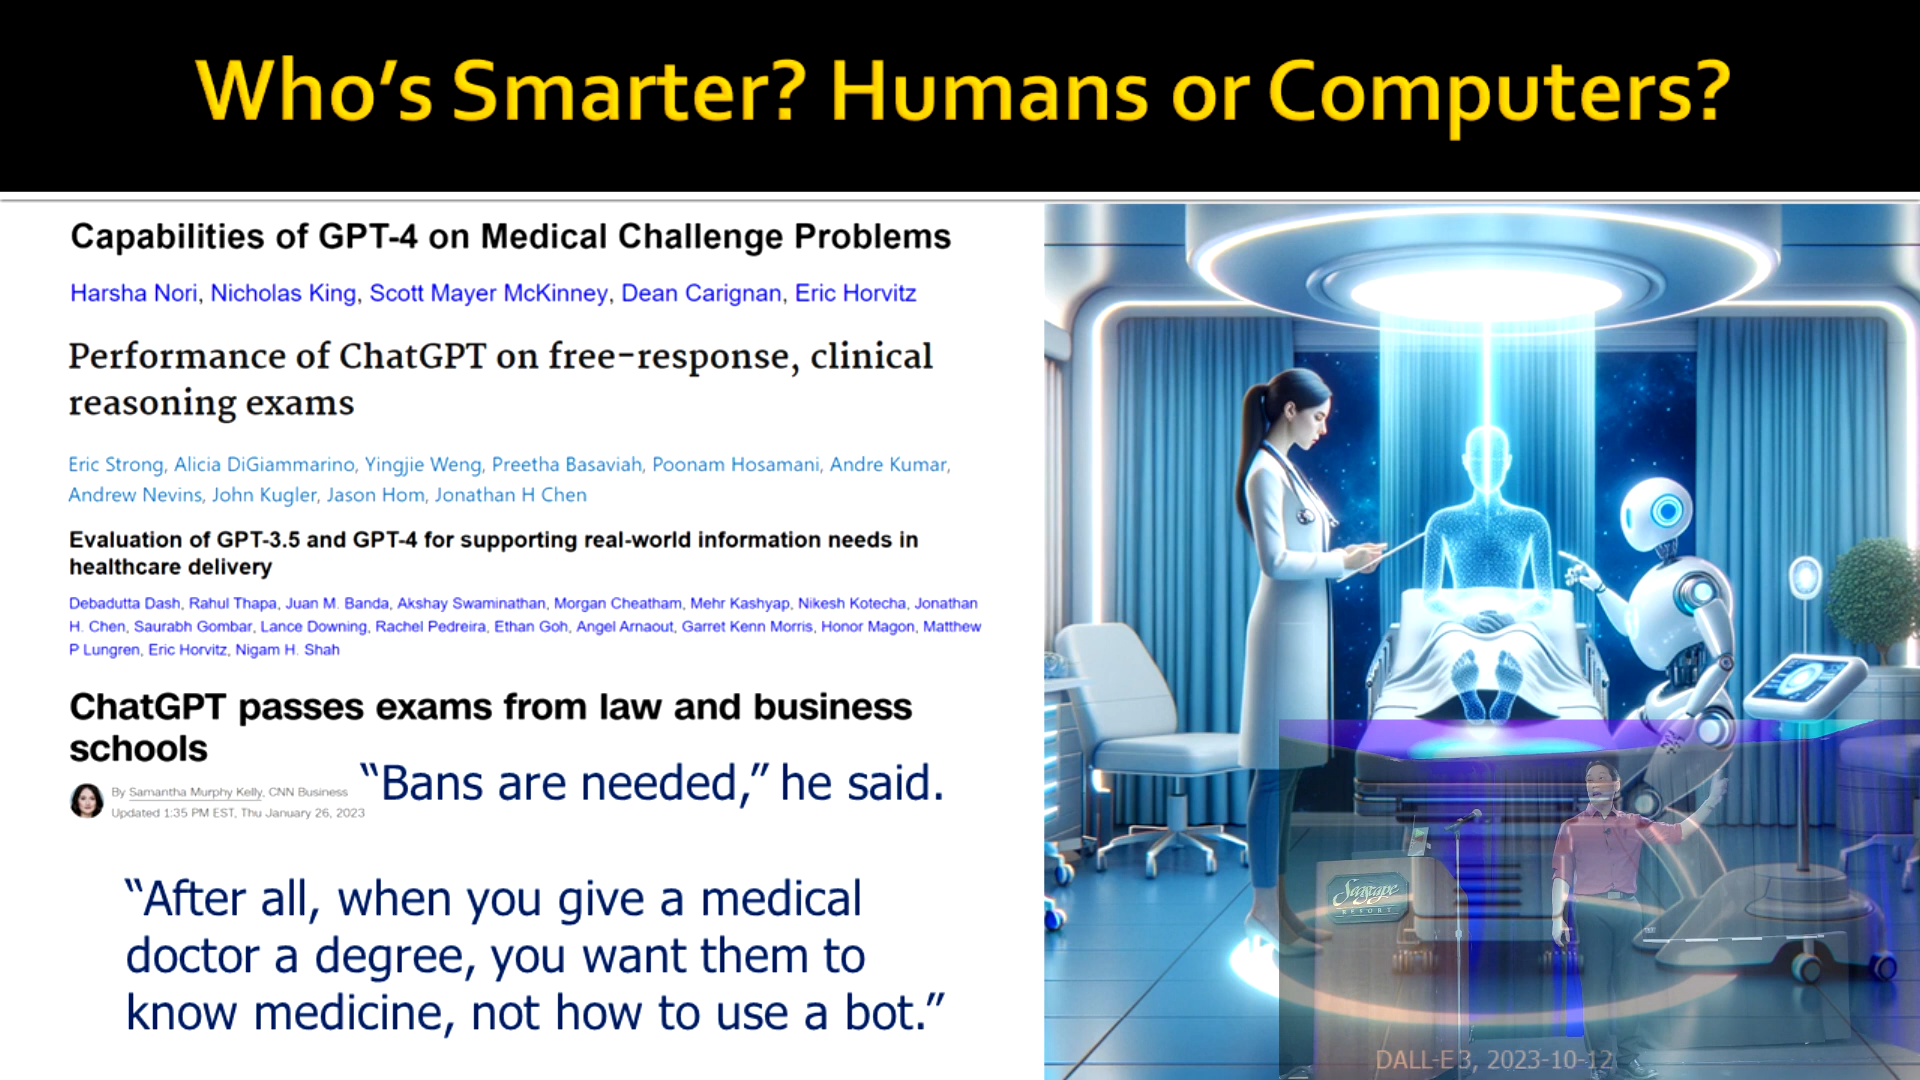 Who’s Smarter? Humans or Computers?
Capabilities of GPT-4 on Medical Challenge Problems
Harsha Nori, Nicholas King, Scott Mayer McKinney, Dean Carignan, Eric Horvitz
Performance of ChatGPT on free-response, clinical
reasoning exams
Eric Strong, Alicia DiGiammarino, Yingjie Weng, Preetha Basaviah, Poonam Hosamani, Andre Kumar,
Andrew Nevins, John Kugler, Jason Hom, Jonathan H Chen
Evaluation of GPT-3.5 and GPT-4 for supporting real-world information needs in
healthcare delivery
Debadutta Dash, Rahul Thapa, Juan M. Banda, Akshay Swaminathan, Morgan Cheatham, Mehr Kashyap, Nikesh Kotecha, Jonathan
H. Chen, Saurabh Gombar, Lance Downing, Rachel Pedreira, Ethan Goh, Angel Arnaout, Garret Kenn Morris, Honor Magon, Matthew
P Lungren, Eric Horvitz, Nigam H. Shah
ChatGPT passes exams from law and business
schools
By Samantha Murphy Kelly, CNN Business
Updated 1:35 PM EST, Thu January 26, 2023
“Bans are needed,” he said.
“After all, when you give a medical
doctor a degree, you want them to
know medicine, not how to use a bot.”
Seascape
RESORT
DALL-E 3, 2023-10-12